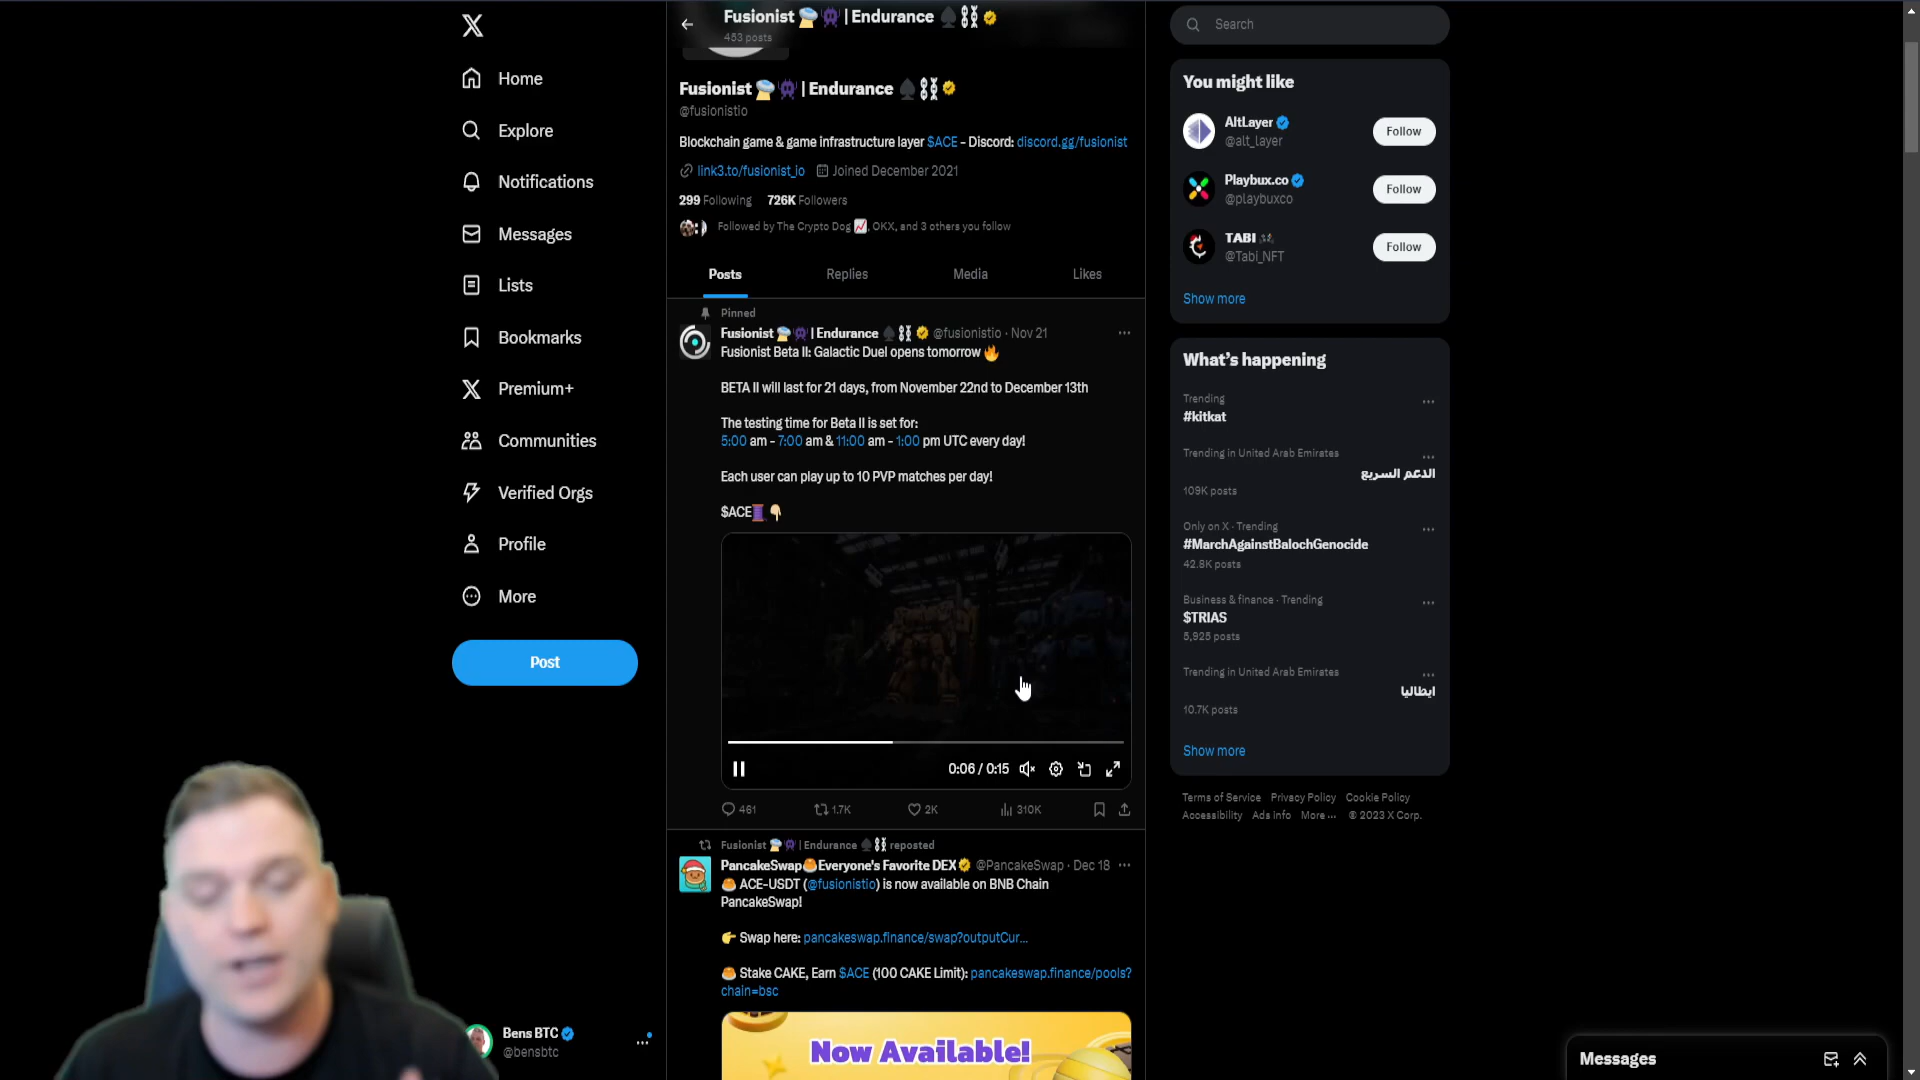 Home
Explore
Notifications
Messages
Lists
Bookmarks
Premium+
Communities
Verified Orgs
Profile
More
Post
Bens BTC
@bensbtc
Fusionist | Endurance
453 posts
Fusionist | Endurance
@fusionistio
Blockchain game & game infrastructure layer $ACE - Discord: discord.gg/fusionist
link3.to/fusionist_io Joined December 2021
299 Following 726K Followers
Followed by The Crypto Dog, OKX, and 3 others you follow
Posts Replies Media Likes
Pinned
Fusionist | Endurance @fusionistio · Nov 21
Fusionist Beta II: Galactic Duel opens tomorrow
BETA II will last for 21 days, from November 22nd to December 13th
The testing time for Beta II is set for:
5:00 am - 7:00 am & 11:00 am - 1:00 pm UTC every day!
Each user can play up to 10 PVP matches per day!
$ACE
0:06 / 0:15
461 1.7K 2K 310K
Fusionist | Endurance reposted
PancakeSwap Everyone's Favorite DEX @PancakeSwap · Dec 18
ACE-USDT (@fusionistio) is now available on BNB Chain
PancakeSwap!
Swap here: pancakeswap.finance/swap?outputCur...
Stake CAKE, Earn $ACE (100 CAKE Limit): pancakeswap.finance/pools?
chain=bsc
Now Available!
Search
You might like
AltLayer
@alt_layer
Follow
Playbux.co
@playbuxco
Follow
TABI
@Tabi_NFT
Follow
Show more
What's happening
Trending
#kitkat
Trending in United Arab Emirates
الدعم السريع
109K posts
Only on X · Trending
#MarchAgainstBalochGenocide
42.8K posts
Business & finance · Trending
$TRIAS
5,925 posts
Trending in United Arab Emirates
ايطاليا
10.7K posts
Show more
Terms of Service Privacy Policy Cookie Policy
Accessibility Ads info More ··· © 2023 X Corp.
Messages